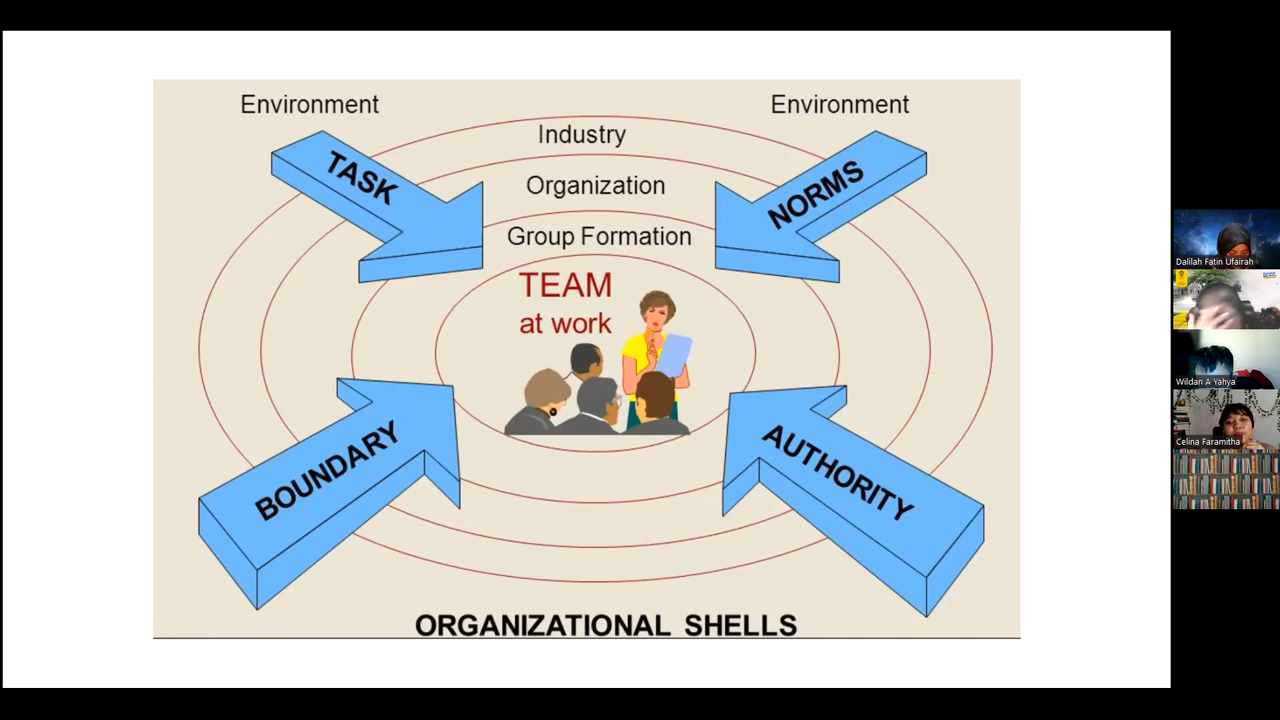 Environment
Environment
Industry
TASK
NORMS
Organization
Group Formation
TEAM
at work
BOUNDARY
AUTHORITY
ORGANIZATIONAL SHELLS
Dalilah Fatin Ufairah
Wildan A Yahya
Celina Faramitha